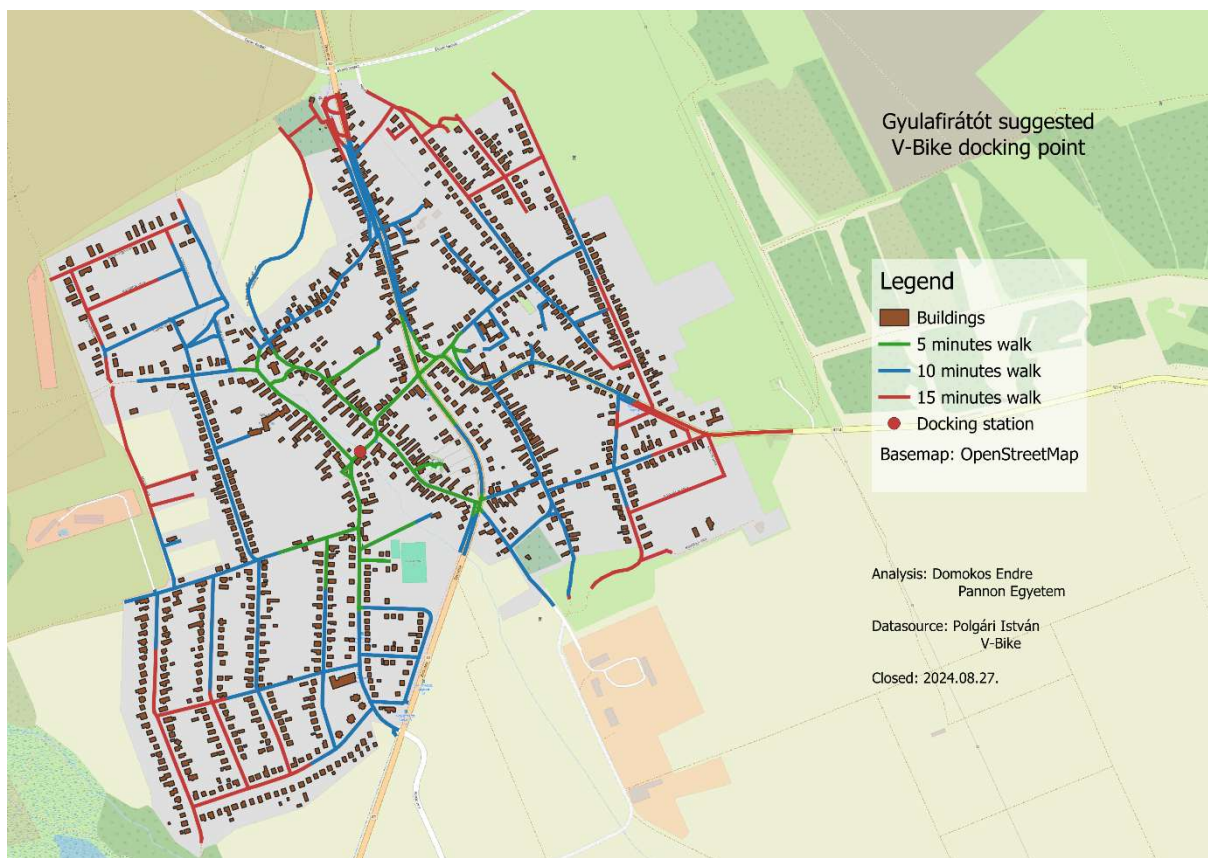 Gyulafirátót suggested
V-Bike docking point
Legend
Buildings
5 minutes walk
10 minutes walk
15 minutes walk
Docking station
Basemap: OpenStreetMap
Analysis: Domokos Endre
Pannon Egyetem
Datasource: Polgári István
V-Bike
Closed: 2024.08.27.